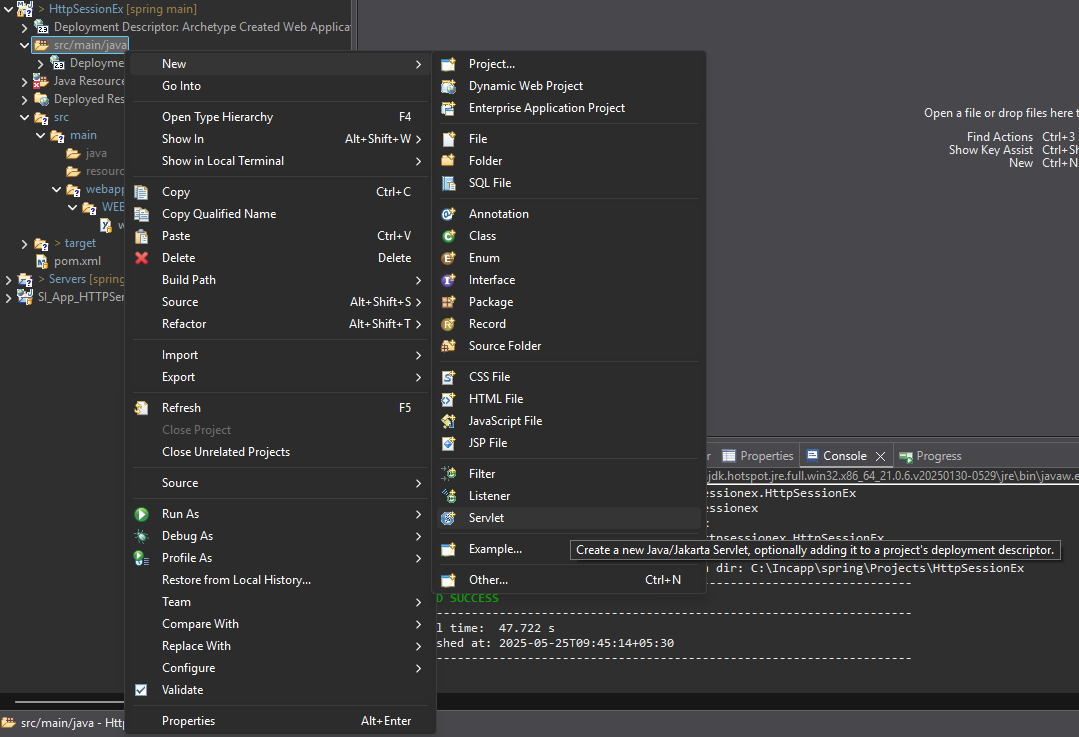 > HttpSessionEx [spring main]
Deployment Descriptor: Archetype Created Web Applica
src/main/java
Deployme
Java Resource
Deployed Res
src
main
java
resourc
webapp
WEB
w
> target
pom.xml
> Servers [spring
SI_App_HTTPSer
New
Go Into
Open Type Hierarchy F4
Show In Alt+Shift+W
Show in Local Terminal
Copy Ctrl+C
Copy Qualified Name
Paste Ctrl+V
Delete Delete
Build Path
Source Alt+Shift+S
Refactor Alt+Shift+T
Import
Export
Refresh F5
Close Project
Close Unrelated Projects
Source
Run As
Debug As
Profile As
Restore from Local History...
Team
Compare With
Replace With
Configure
Validate
Properties Alt+Enter
Project...
Dynamic Web Project
Enterprise Application Project
File
Folder
SQL File
Annotation
Class
Enum
Interface
Package
Record
Source Folder
CSS File
HTML File
JavaScript File
JSP File
Filter
Listener
Servlet
Example...
Other... Ctrl+N
Create a new Java/Jakarta Servlet, optionally adding it to a project's deployment descriptor.
Open a file or drop files here t
Find Actions Ctrl+3
Show Key Assist Ctrl+Sh
New Ctrl+N
r Properties Console Progress
jdk.hotspot.jre.full.win32.x86_64_21.0.6.v20250130-0529\jre\bin\javaw.e
essionex.HttpSessionEx
essionex
:
n dir: C:\Incapp\spring\Projects\HttpSessionEx
D SUCCESS
l time: 47.722 s
shed at: 2025-05-25T09:45:14+05:30
src/main/java - Htt